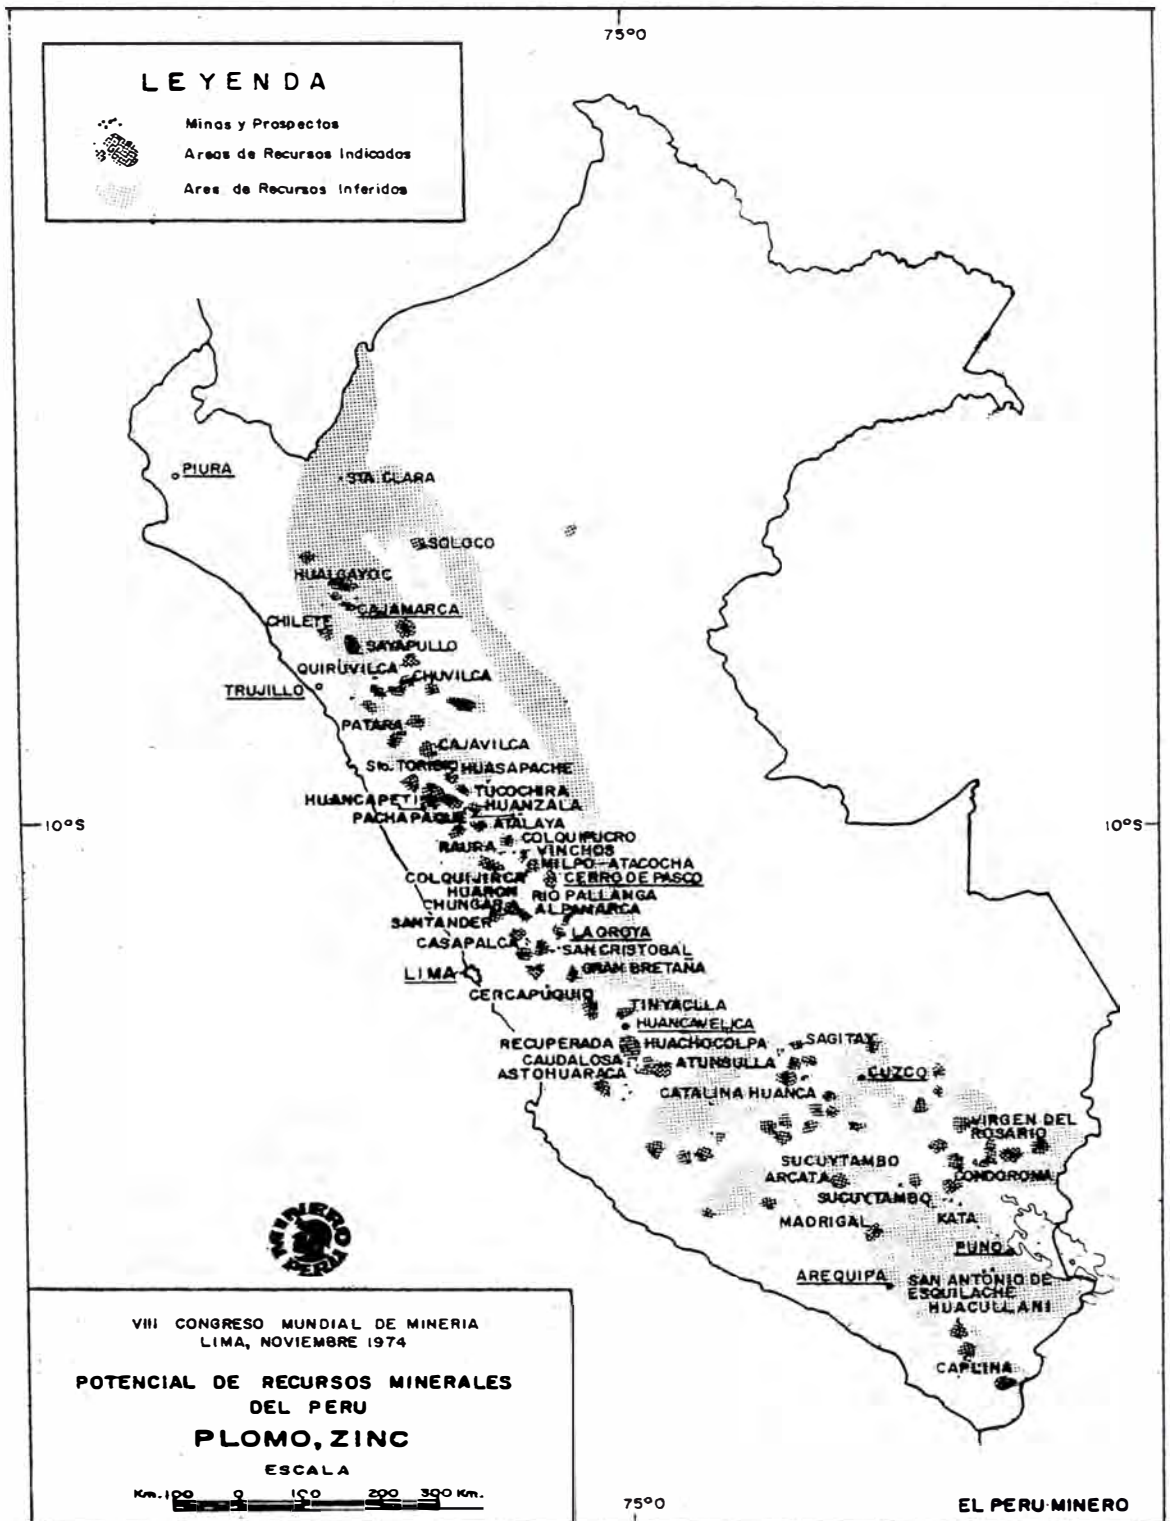 75°O
LEYENDA
Minas y Prospectos
Areas de Recursos Indicados
Area de Recursos Inferidos
PIURA
STA. CLARA
SOLOCO
HUALGAYOC
CAJAMARCA
CHILETE
SAYAPULLO
QUIRUVILCA
CHUVILCA
TRUJILLO
PATARA
CAJAVILCA
Sto. TORIBIO
HUASAPACHE
TUCOCHIRA
HUANCAPETI
HUANZALA
PACHAPAQUE
10°S
ATALAYA
10°S
COLQUIPUCRO
RAURA
VINCHOS
MILPO-ATACOCHA
COLQUIJIRCA
CERRO DE PASCO
HUARON
RIO PALLANGA
CHUNGAR
ALPAMARCA
SANTANDER
LA OROYA
CASAPALCA
SAN CRISTOBAL
LIMA
GRAN BRETAÑA
CERCAPUQUIO
TINYACLLA
HUANCAVELICA
RECUPERADA
HUACHOCOLPA
SAGITAY
CAUDALOSA
ATUNSULLA
ASTOHUARACA
CUZCO
CATALINA HUANCA
VIRGEN DEL
ROSARIO
SUCUYTAMBO
ARCATA
CONDOROMA
SUCUYTAMBO
MADRIGAL
KATA
PUNO
AREQUIPA
SAN ANTONIO DE
ESQUILACHE
HUACULLANI
CAPLINA
MINERO
PERU
VIII CONGRESO MUNDIAL DE MINERIA
LIMA, NOVIEMBRE 1974
POTENCIAL DE RECURSOS MINERALES
DEL PERU
PLOMO, ZINC
ESCALA
Km. 100 0 100 200 300 Km.
75°O
EL PERU MINERO